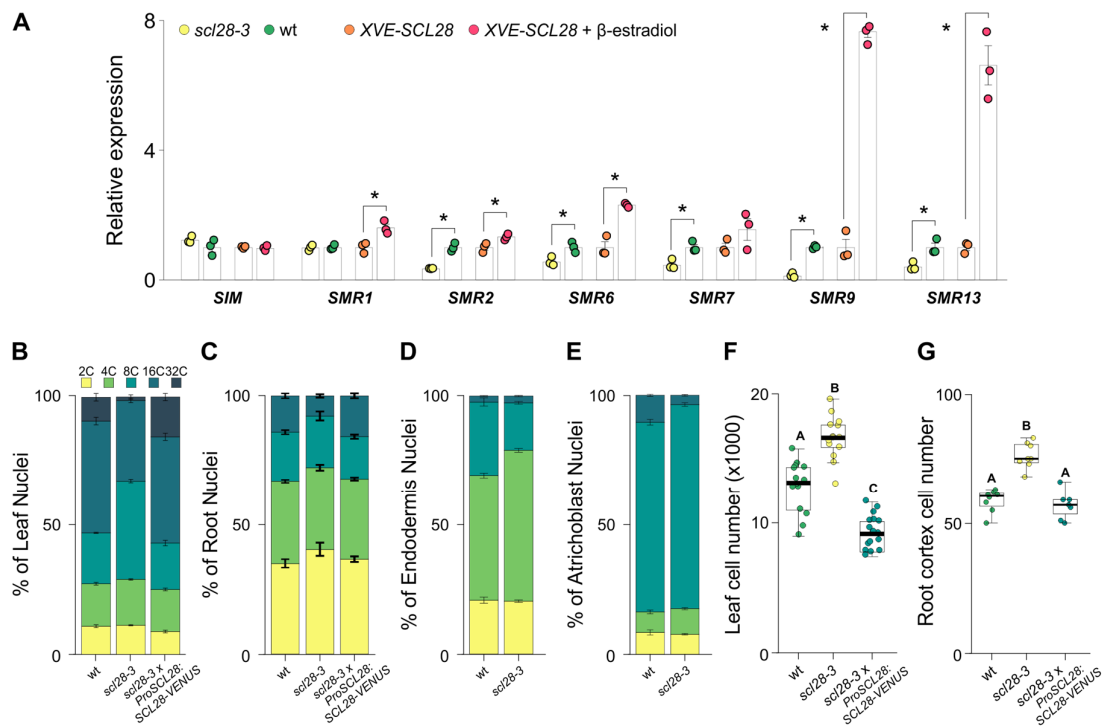 A
scl28-3 wt XVE-SCL28 XVE-SCL28 + β-estradiol
Relative expression
8
4
0
* * * * * * * * *
SIM SMR1 SMR2 SMR6 SMR7 SMR9 SMR13
B
2C 4C 8C 16C 32C
% of Leaf Nuclei
100
50
0
wt
scl28-3
scl28-3 x
ProSCL28:
SCL28-VENUS
C
% of Root Nuclei
100
50
0
wt
scl28-3
scl28-3 x
ProSCL28:
SCL28-VENUS
D
% of Endodermis Nuclei
100
50
0
wt
scl28-3
E
% of Atrichoblast Nuclei
100
50
0
wt
scl28-3
F
Leaf cell number (x1000)
20
10
0
A
B
C
wt
scl28-3
scl28-3 x
ProSCL28:
SCL28-VENUS
G
Root cortex cell number
100
50
0
A
B
A
wt
scl28-3
scl28-3 x
ProSCL28:
SCL28-VENUS